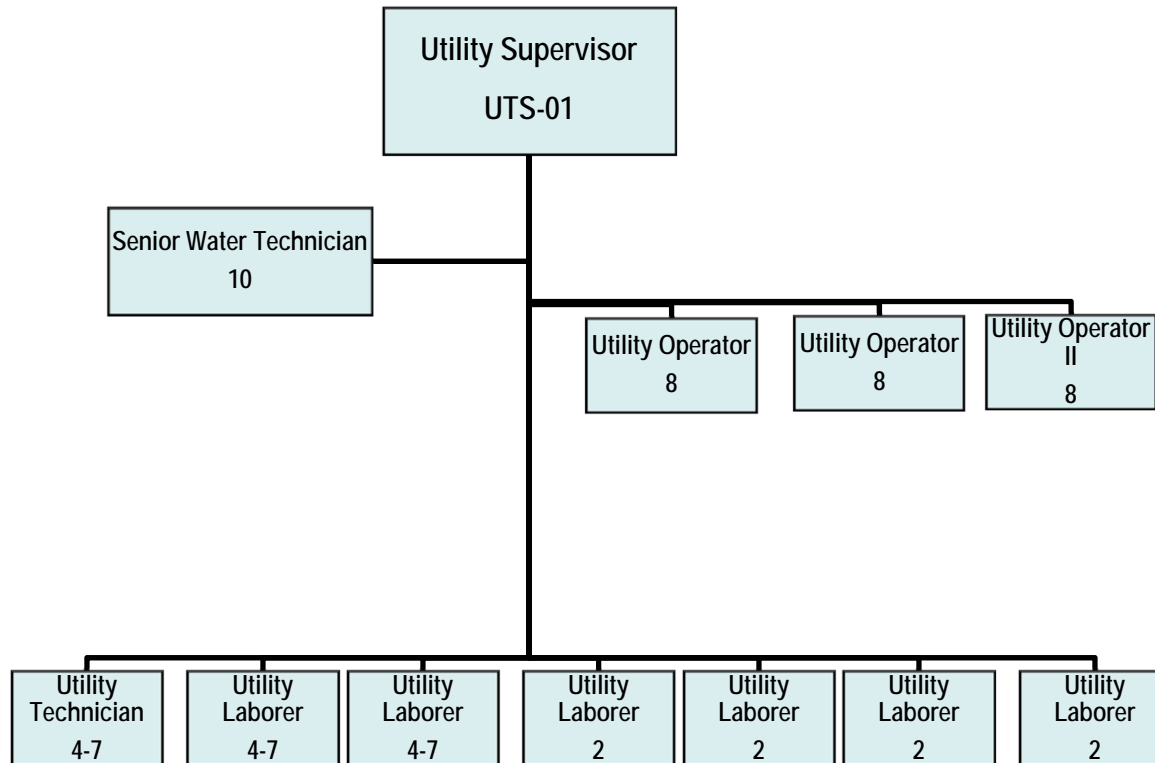 Utility Supervisor
UTS-01
Senior Water Technician
10
Utility Operator
8
Utility Operator
8
Utility Operator
II
8
Utility
Technician
4-7
Utility
Laborer
4-7
Utility
Laborer
4-7
Utility
Laborer
2
Utility
Laborer
2
Utility
Laborer
2
Utility
Laborer
2